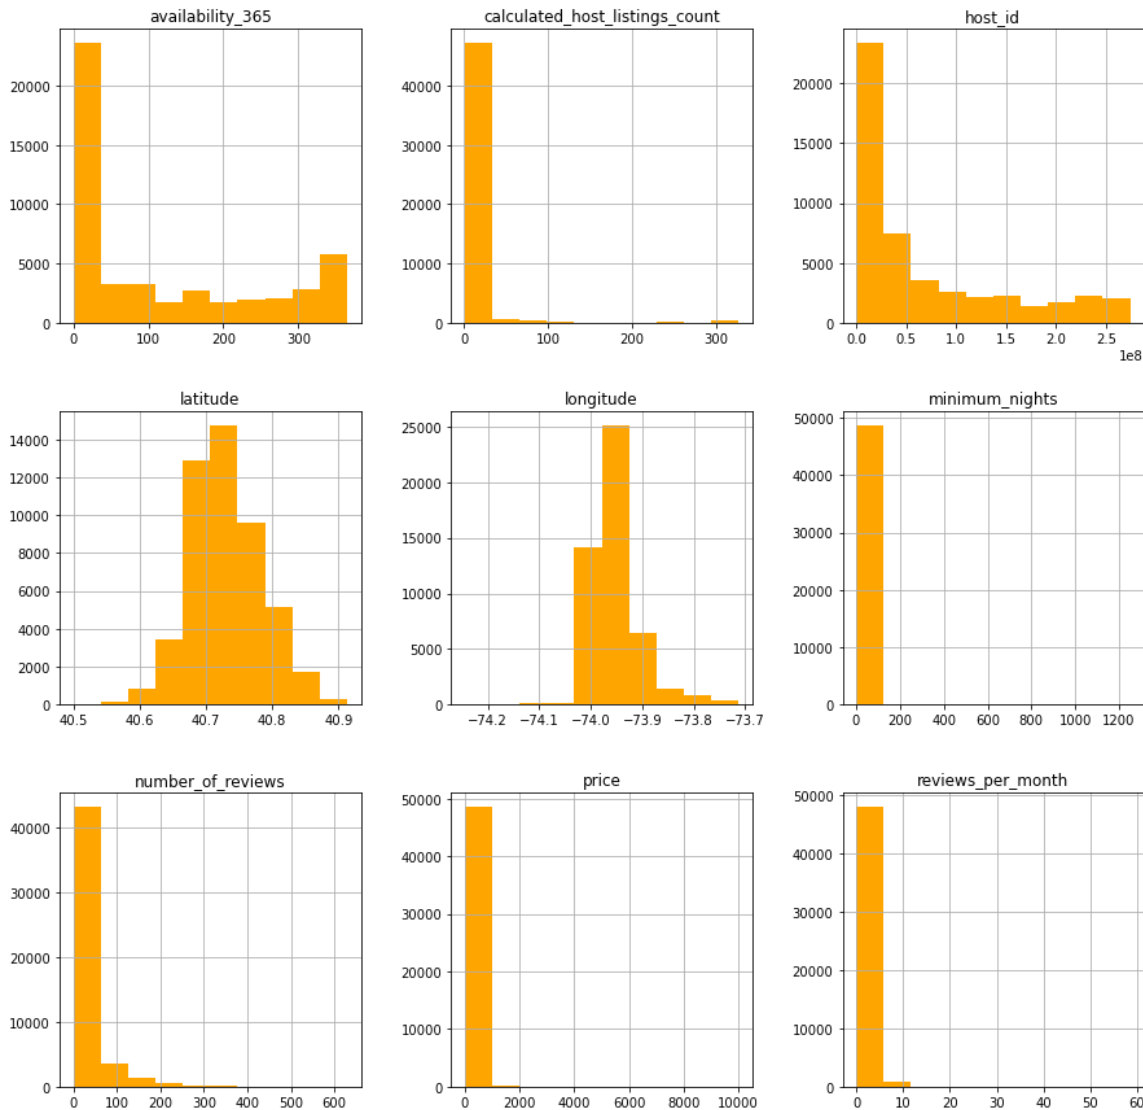 availability_365
20000
15000
10000
5000
0
0 100 200 300
calculated_host_listings_count
40000
30000
20000
10000
0
0 100 200 300
host_id
20000
15000
10000
5000
0
0.0 0.5 1.0 1.5 2.0 2.5
1e8
latitude
14000
12000
10000
8000
6000
4000
2000
0
40.5 40.6 40.7 40.8 40.9
longitude
25000
20000
15000
10000
5000
0
−74.2 −74.1 −74.0 −73.9 −73.8 −73.7
minimum_nights
50000
40000
30000
20000
10000
0
0 200 400 600 800 1000 1200
number_of_reviews
40000
30000
20000
10000
0
0 100 200 300 400 500 600
price
50000
40000
30000
20000
10000
0
0 2000 4000 6000 8000 10000
reviews_per_month
50000
40000
30000
20000
10000
0
0 10 20 30 40 50 60